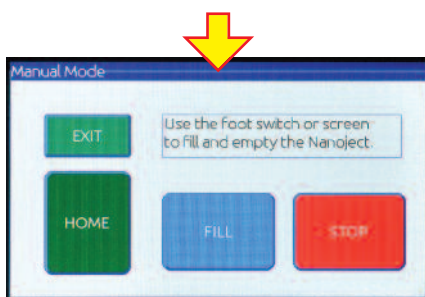 Manual Mode
EXIT
Use the foot switch or screen
to fill and empty the Nanoject.
HOME
FILL
STOP